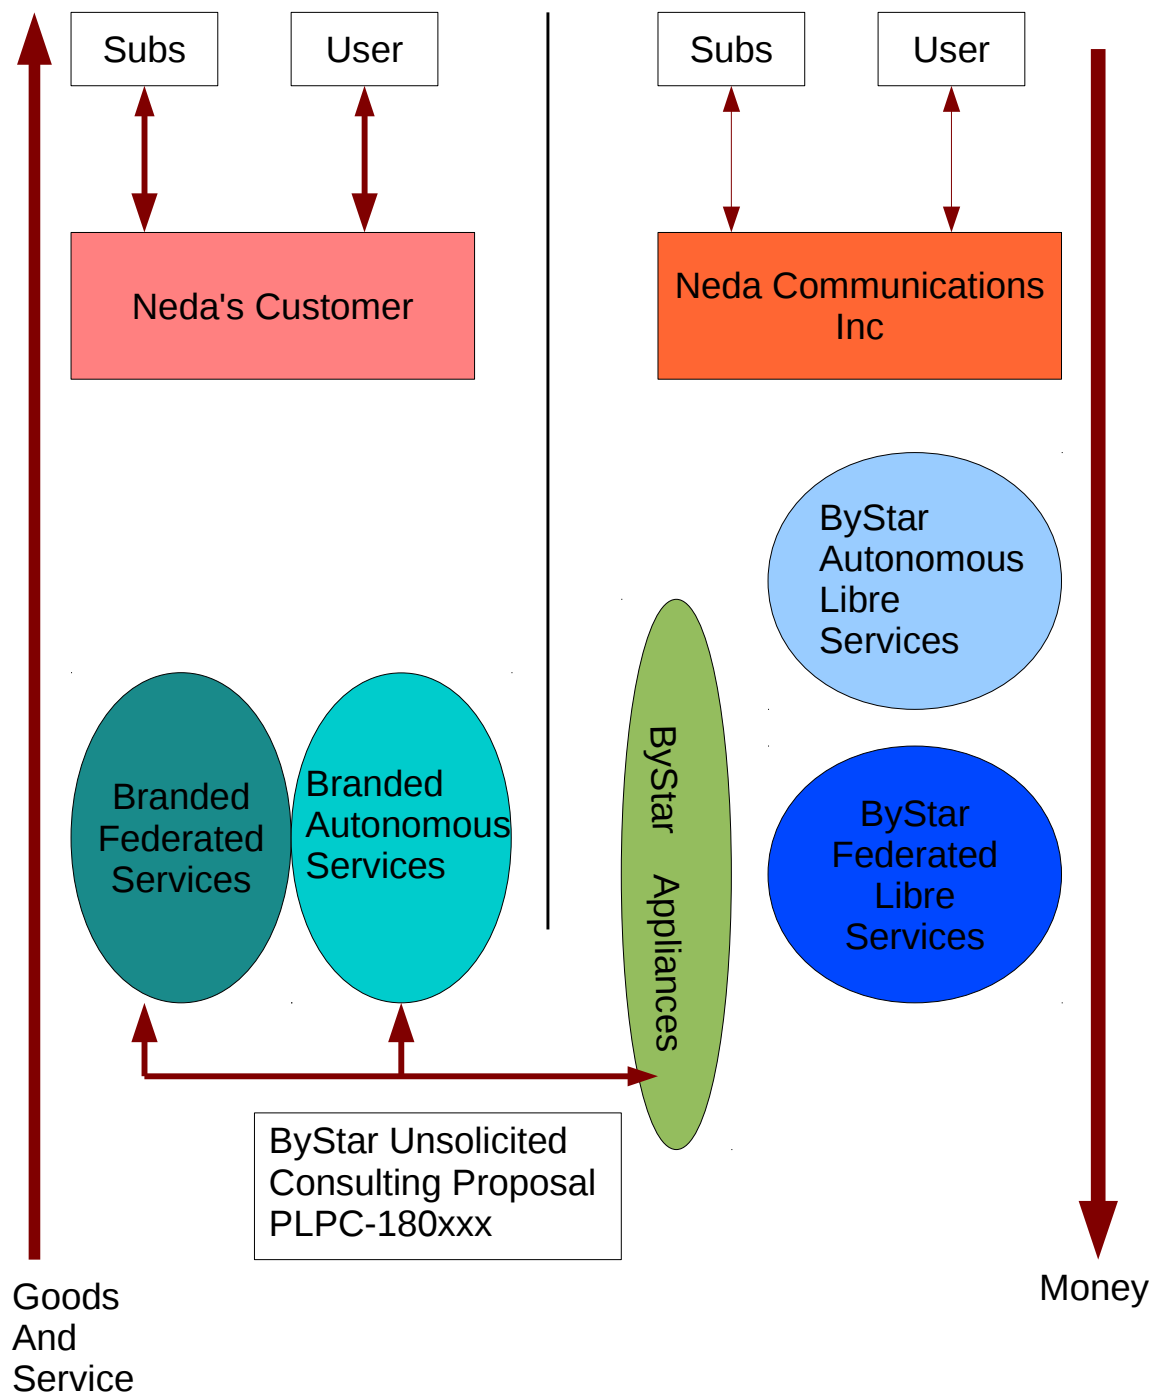 Subs
User
Subs
User
Neda's Customer
Neda Communications
Inc
ByStar
Autonomous
Libre
Services
Branded
Federated
Services
Branded
Autonomous
Services
ByStar Appliances
ByStar
Federated
Libre
Services
ByStar Unsolicited
Consulting Proposal
PLPC-180xxx
Goods
And
Service
Money